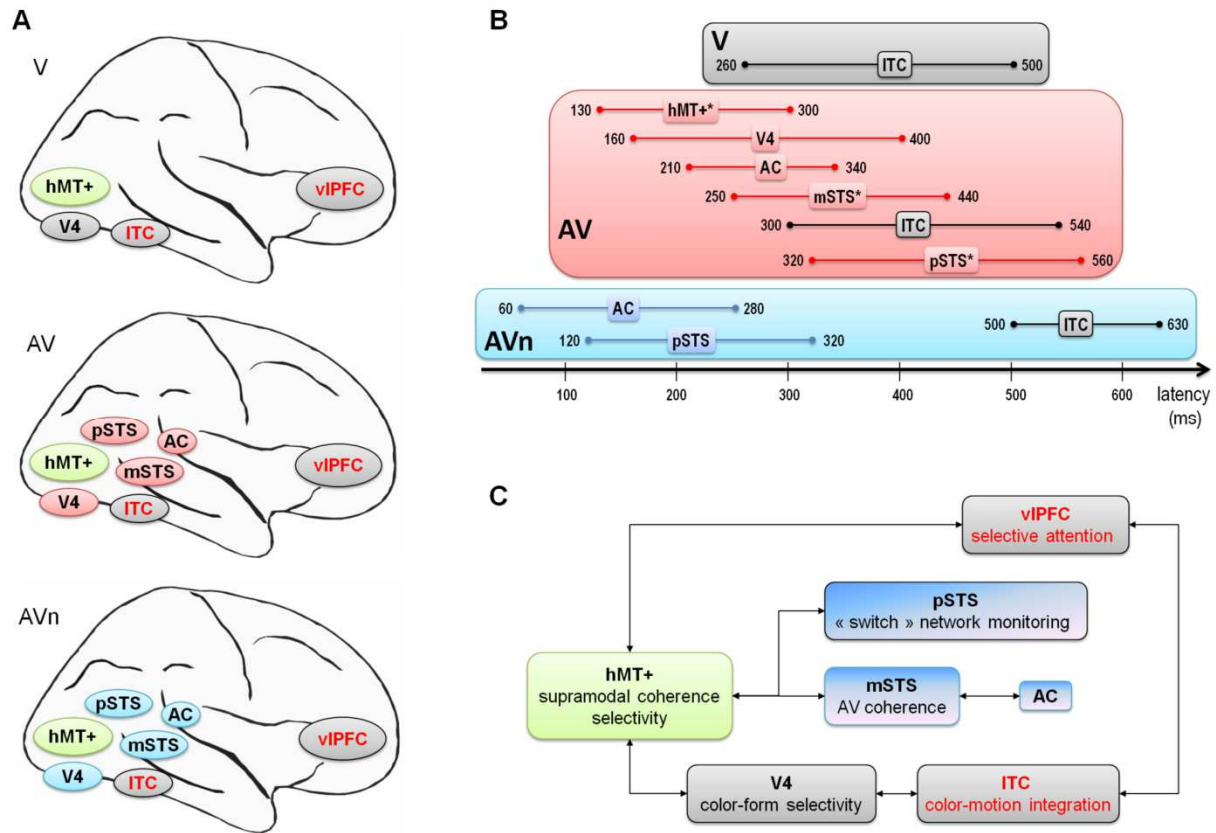 A
V
hMT+
V4
ITC
vlPFC
AV
pSTS
AC
hMT+
mSTS
V4
ITC
vlPFC
AVn
pSTS
AC
hMT+
mSTS
V4
ITC
vlPFC
B
V
260 ITC 500
130 hMT+* 300
160 V4 400
210 AC 340
250 mSTS* 440
AV
300 ITC 540
320 pSTS* 560
60 AC 280
500 ITC 630
AVn
120 pSTS 320
100 200 300 400 500 600 latency
(ms)
C
vlPFC
selective attention
pSTS
« switch » network monitoring
hMT+
supramodal coherence
selectivity
mSTS
AV coherence
AC
V4
color-form selectivity
ITC
color-motion integration